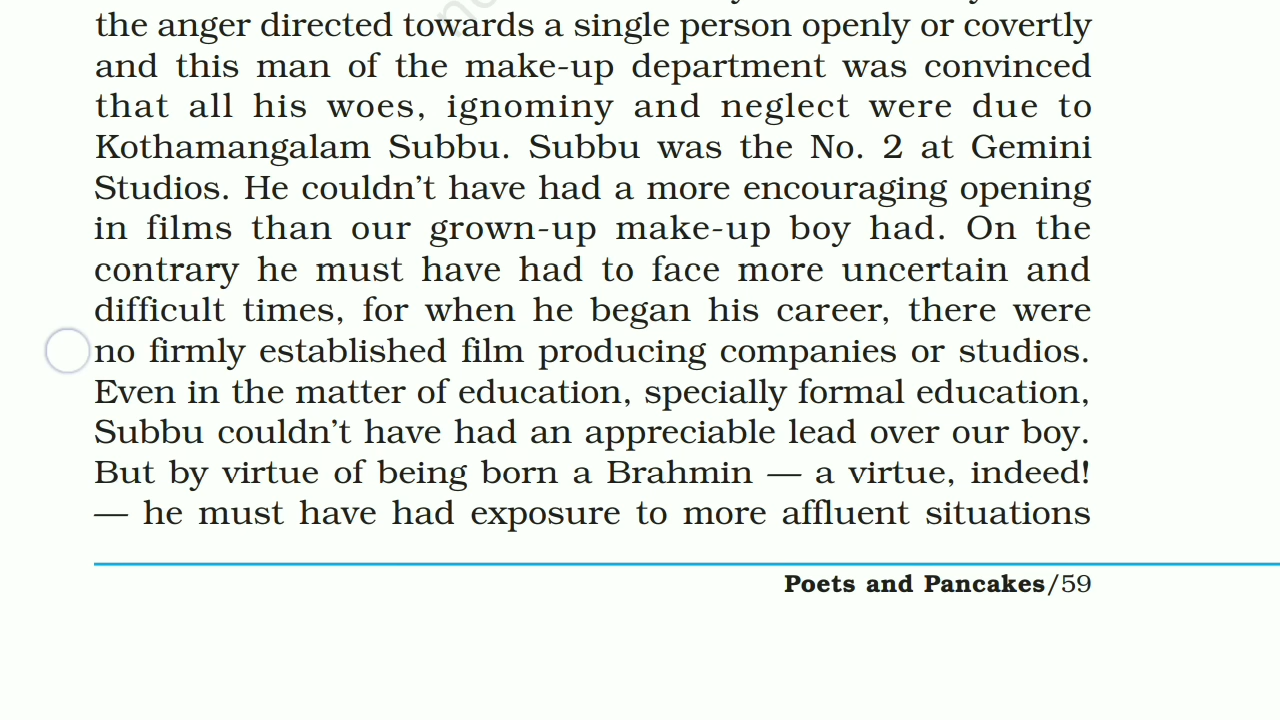 the anger directed towards a single person openly or covertly
and this man of the make-up department was convinced
that all his woes, ignominy and neglect were due to
Kothamangalam Subbu. Subbu was the No. 2 at Gemini
Studios. He couldn’t have had a more encouraging opening
in films than our grown-up make-up boy had. On the
contrary he must have had to face more uncertain and
difficult times, for when he began his career, there were
no firmly established film producing companies or studios.
Even in the matter of education, specially formal education,
Subbu couldn’t have had an appreciable lead over our boy.
But by virtue of being born a Brahmin — a virtue, indeed!
— he must have had exposure to more affluent situations
Poets and Pancakes/59